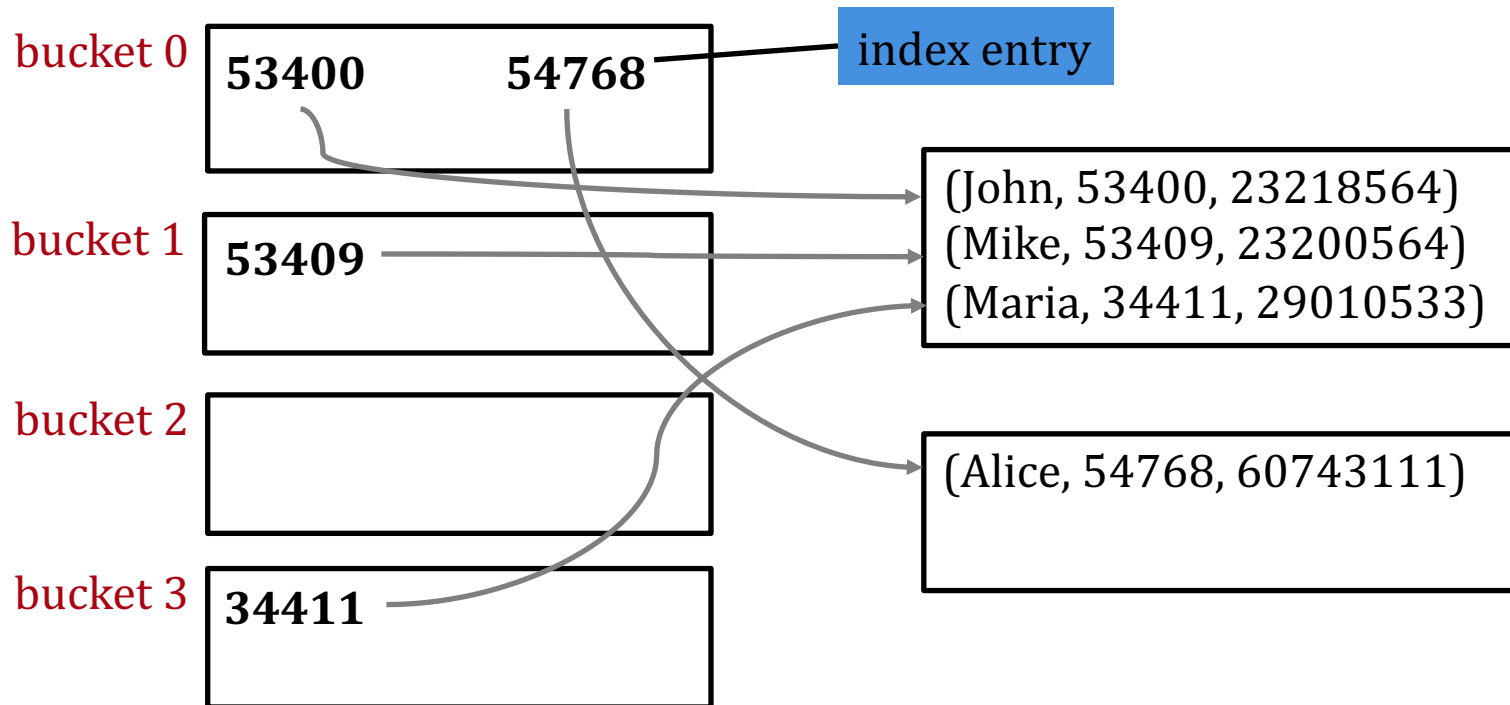 bucket 0
53400 54768
index entry
bucket 1
53409
bucket 2
bucket 3
34411
(John, 53400, 23218564)
(Mike, 53409, 23200564)
(Maria, 34411, 29010533)
(Alice, 54768, 60743111)